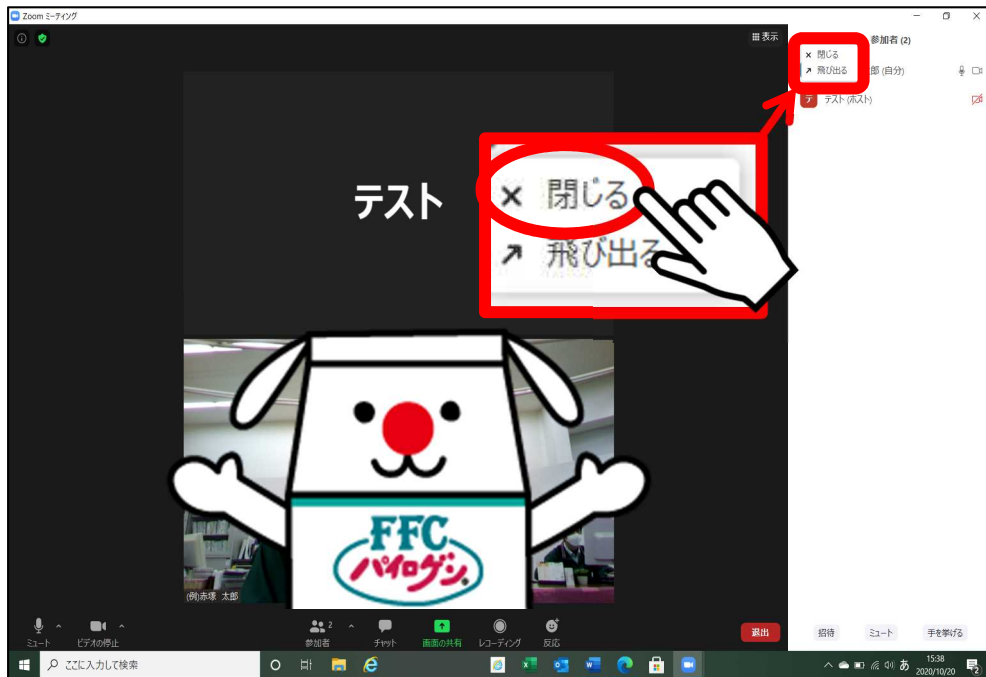 Zoom ミーティング
表示
参加者 (2)
× 閉じる
飛び出る
郎 (自分)
テ テスト (ホスト)
テスト
× 閉じる
飛び出る
FFC
パイロゲン®
(例)赤塚 太郎
ミュート
ビデオの停止
参加者
2
チャット
画面の共有
レコーディング
反応
退出
招待
ミュート
手を挙げる
ここに入力して検索
あ
15:38
2020/10/20
2